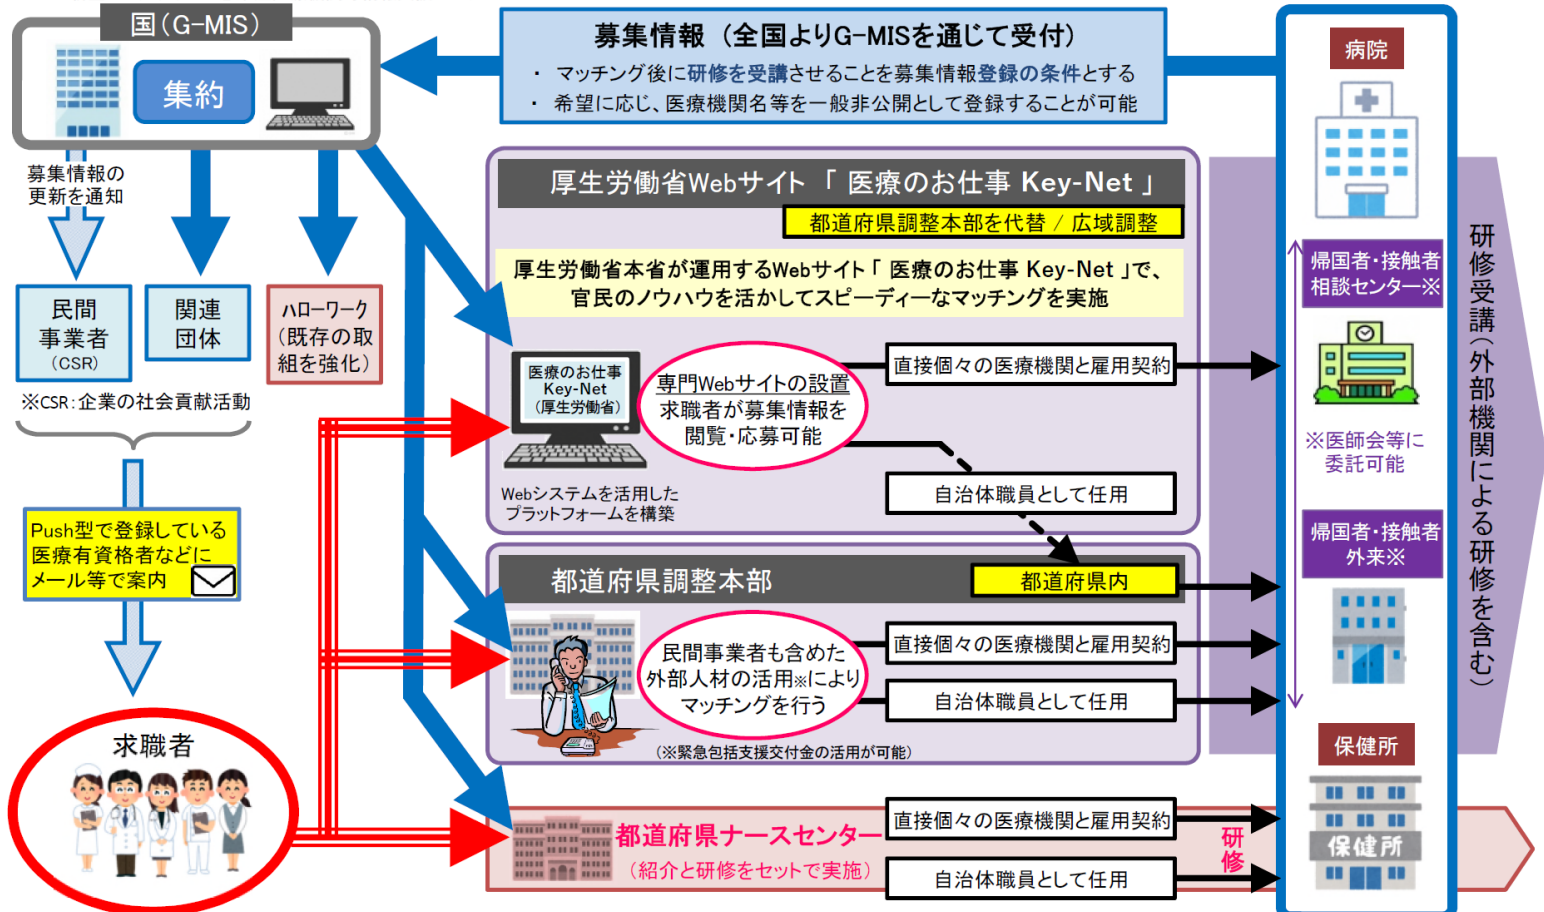 国(G-MIS)
集約
募集情報 (全国よりG-MISを通じて受付)
・ マッチング後に研修を受講させることを募集情報登録の条件とする
・ 希望に応じ、医療機関名等を一般非公開として登録することが可能
募集情報の
更新を通知
民間
事業者
(CSR)
関連
団体
ハローワーク
(既存の取
組を強化)
※CSR:企業の社会貢献活動
Push型で登録している
医療有資格者などに
メール等で案内
求職者
厚生労働省Webサイト 「 医療のお仕事 Key-Net 」
都道府県調整本部を代替 / 広域調整
厚生労働省本省が運用するWebサイト「 医療のお仕事 Key-Net 」で、
官民のノウハウを活かしてスピーディーなマッチングを実施
医療のお仕事
Key-Net
(厚生労働省)
専門Webサイトの設置
求職者が募集情報を
閲覧・応募可能
直接個々の医療機関と雇用契約
自治体職員として任用
Webシステムを活用した
プラットフォームを構築
都道府県調整本部
都道府県内
民間事業者も含めた
外部人材の活用※により
マッチングを行う
直接個々の医療機関と雇用契約
自治体職員として任用
(※緊急包括支援交付金の活用が可能)
都道府県ナースセンター
(紹介と研修をセットで実施)
直接個々の医療機関と雇用契約
自治体職員として任用
研修
病院
帰国者・接触者
相談センター※
※医師会等に
委託可能
帰国者・接触者
外来※
保健所
保健所
研修受講(外部機関による研修を含む)